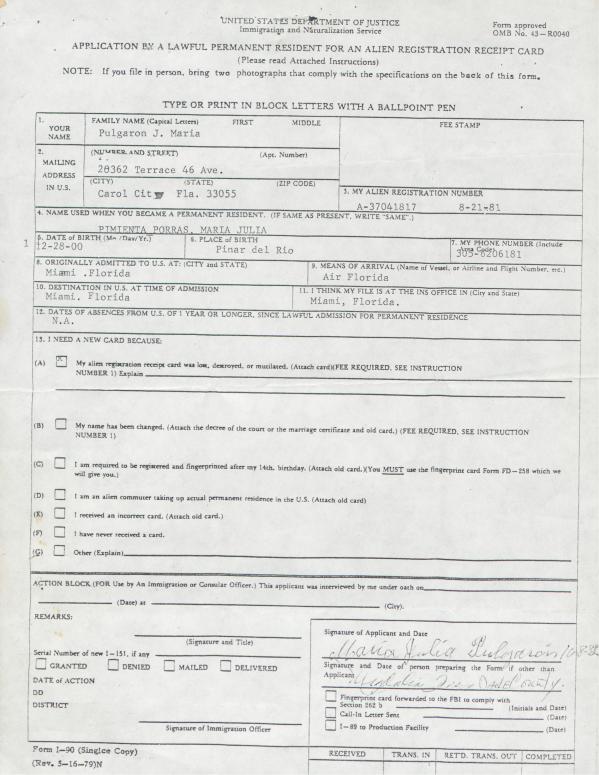 UNITED STATES DEPARTMENT OF JUSTICE
Immigration and Naturalization Service
Form approved
OMB No. 43-R0040
APPLICATION BY A LAWFUL PERMANENT RESIDENT FOR AN ALIEN REGISTRATION RECEIPT CARD
(Please read Attached Instructions)
NOTE: If you file in person, bring two photographs that comply with the specifications on the back of this form.
TYPE OR PRINT IN BLOCK LETTERS WITH A BALLPOINT PEN
1. YOUR NAME
FAMILY NAME (Capital Letters) FIRST MIDDLE
Pulgaron J. Maria
FEE STAMP
2. MAILING ADDRESS IN U.S.
(NUMBER AND STREET) (Apt. Number)
20362 Terrace 46 Ave.
(CITY) (STATE) (ZIP CODE)
Carol City Fla. 33055
3. MY ALIEN REGISTRATION NUMBER
A-37041817 8-21-81
4. NAME USED WHEN YOU BECAME A PERMANENT RESIDENT. (IF SAME AS PRESENT, WRITE "SAME".)
PIMIENTA PORRAS, MARIA JULIA
5. DATE of BIRTH (Mo/Day/Yr.)
12-28-00
6. PLACE of BIRTH
Pinar del Rio
7. MY PHONE NUMBER (Include Area Code)
305-6206181
8. ORIGINALLY ADMITTED TO U.S. AT: (CITY and STATE)
Miami .Florida
9. MEANS OF ARRIVAL (Name of Vessel, or Airline and Flight Number, etc.)
Air Florida
10. DESTINATION IN U.S. AT TIME OF ADMISSION
Miami. Florida
11. I THINK MY FILE IS AT THE INS OFFICE IN (City and State)
Miami, Florida.
12. DATES OF ABSENCES FROM U.S. OF 1 YEAR OR LONGER, SINCE LAWFUL ADMISSION FOR PERMANENT RESIDENCE
N.A.
13. I NEED A NEW CARD BECAUSE:
(A) X My alien registration receipt card was lost, destroyed, or mutilated. (Attach card)(FEE REQUIRED, SEE INSTRUCTION
NUMBER 1) Explain
(B) My name has been changed. (Attach the decree of the court or the marriage certificate and old card.) (FEE REQUIRED, SEE INSTRUCTION
NUMBER 1)
(C) I am required to be registered and fingerprinted after my 14th. birthday. (Attach old card.)(You MUST use the fingerprint card Form FD-258 which we
will give you.)
(D) I am an alien commuter taking up actual permanent residence in the U.S. (Attach old card)
(E) I received an incorrect card. (Attach old card.)
(F) I have never received a card.
(G) Other (Explain)
ACTION BLOCK (FOR Use by An Immigration or Consular Officer.) This applicant was interviewed by me under oath on
(Date) at (City).
REMARKS:
(Signature and Title)
Serial Number of new I-151, if any
GRANTED DENIED MAILED DELIVERED
DATE of ACTION
DD
DISTRICT
Signature of Immigration Officer
Signature of Applicant and Date
Maria Julia Pulgaron
Signature and Date of person preparing the Form if other than
Applicant
Dade County.
Fingerprint card forwarded to the FBI to comply with
Section 262 b (Initials and Date)
Call-In Letter Sent (Date)
I-89 to Production Facility (Date)
Form I-90 (Singlce Copy)
(Rev. 5-16-79)N
RECEIVED TRANS. IN RET'D. TRANS. OUT COMPLETED